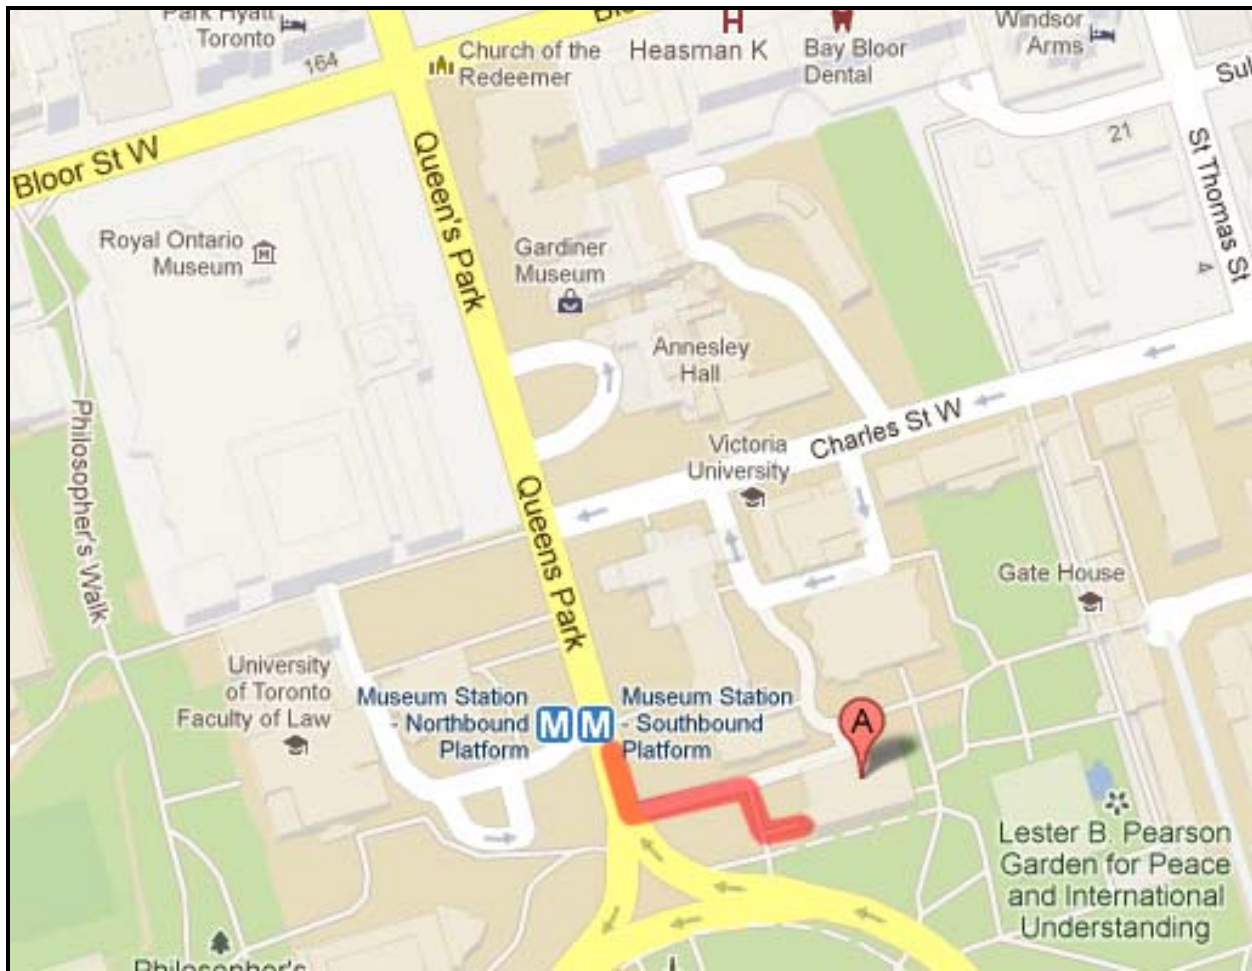 Park Hyatt
Toronto
164
Church of the
Redeemer
H
Heasman K
Bay Bloor
Dental
Windsor
Arms
21
St Thomas St
4
Bloor St W
Queen's Park
Royal Ontario
Museum
Gardiner
Museum
Annesley
Hall
Charles St W
Victoria
University
Philosopher's Walk
Queens Park
Gate House
University
of Toronto
Faculty of Law
Museum Station
- Northbound
Platform
M
M
Museum Station
- Southbound
Platform
A
Lester B. Pearson
Garden for Peace
and International
Understanding
Philosopher's